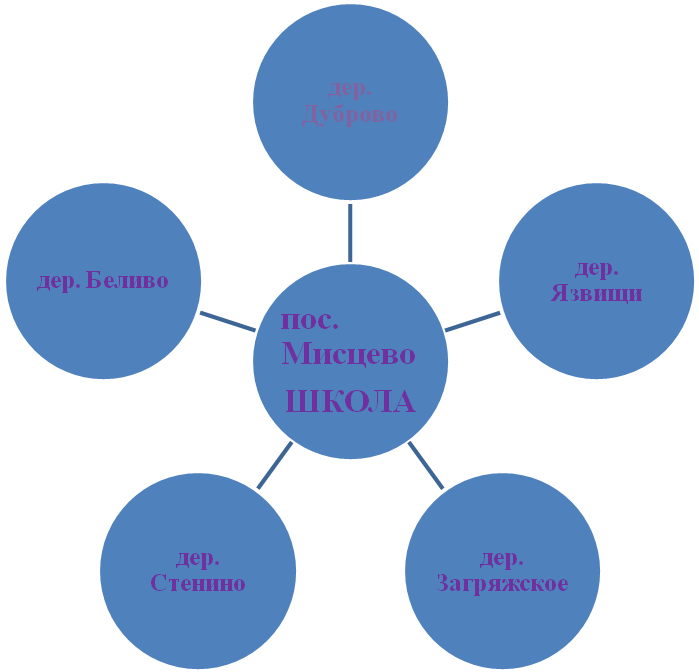 дер.
Дуброво
дер. Беливо
дер.
Язвищи
пос.
Мисцево
ШКОЛА
дер.
Стенино
дер.
Загряжское